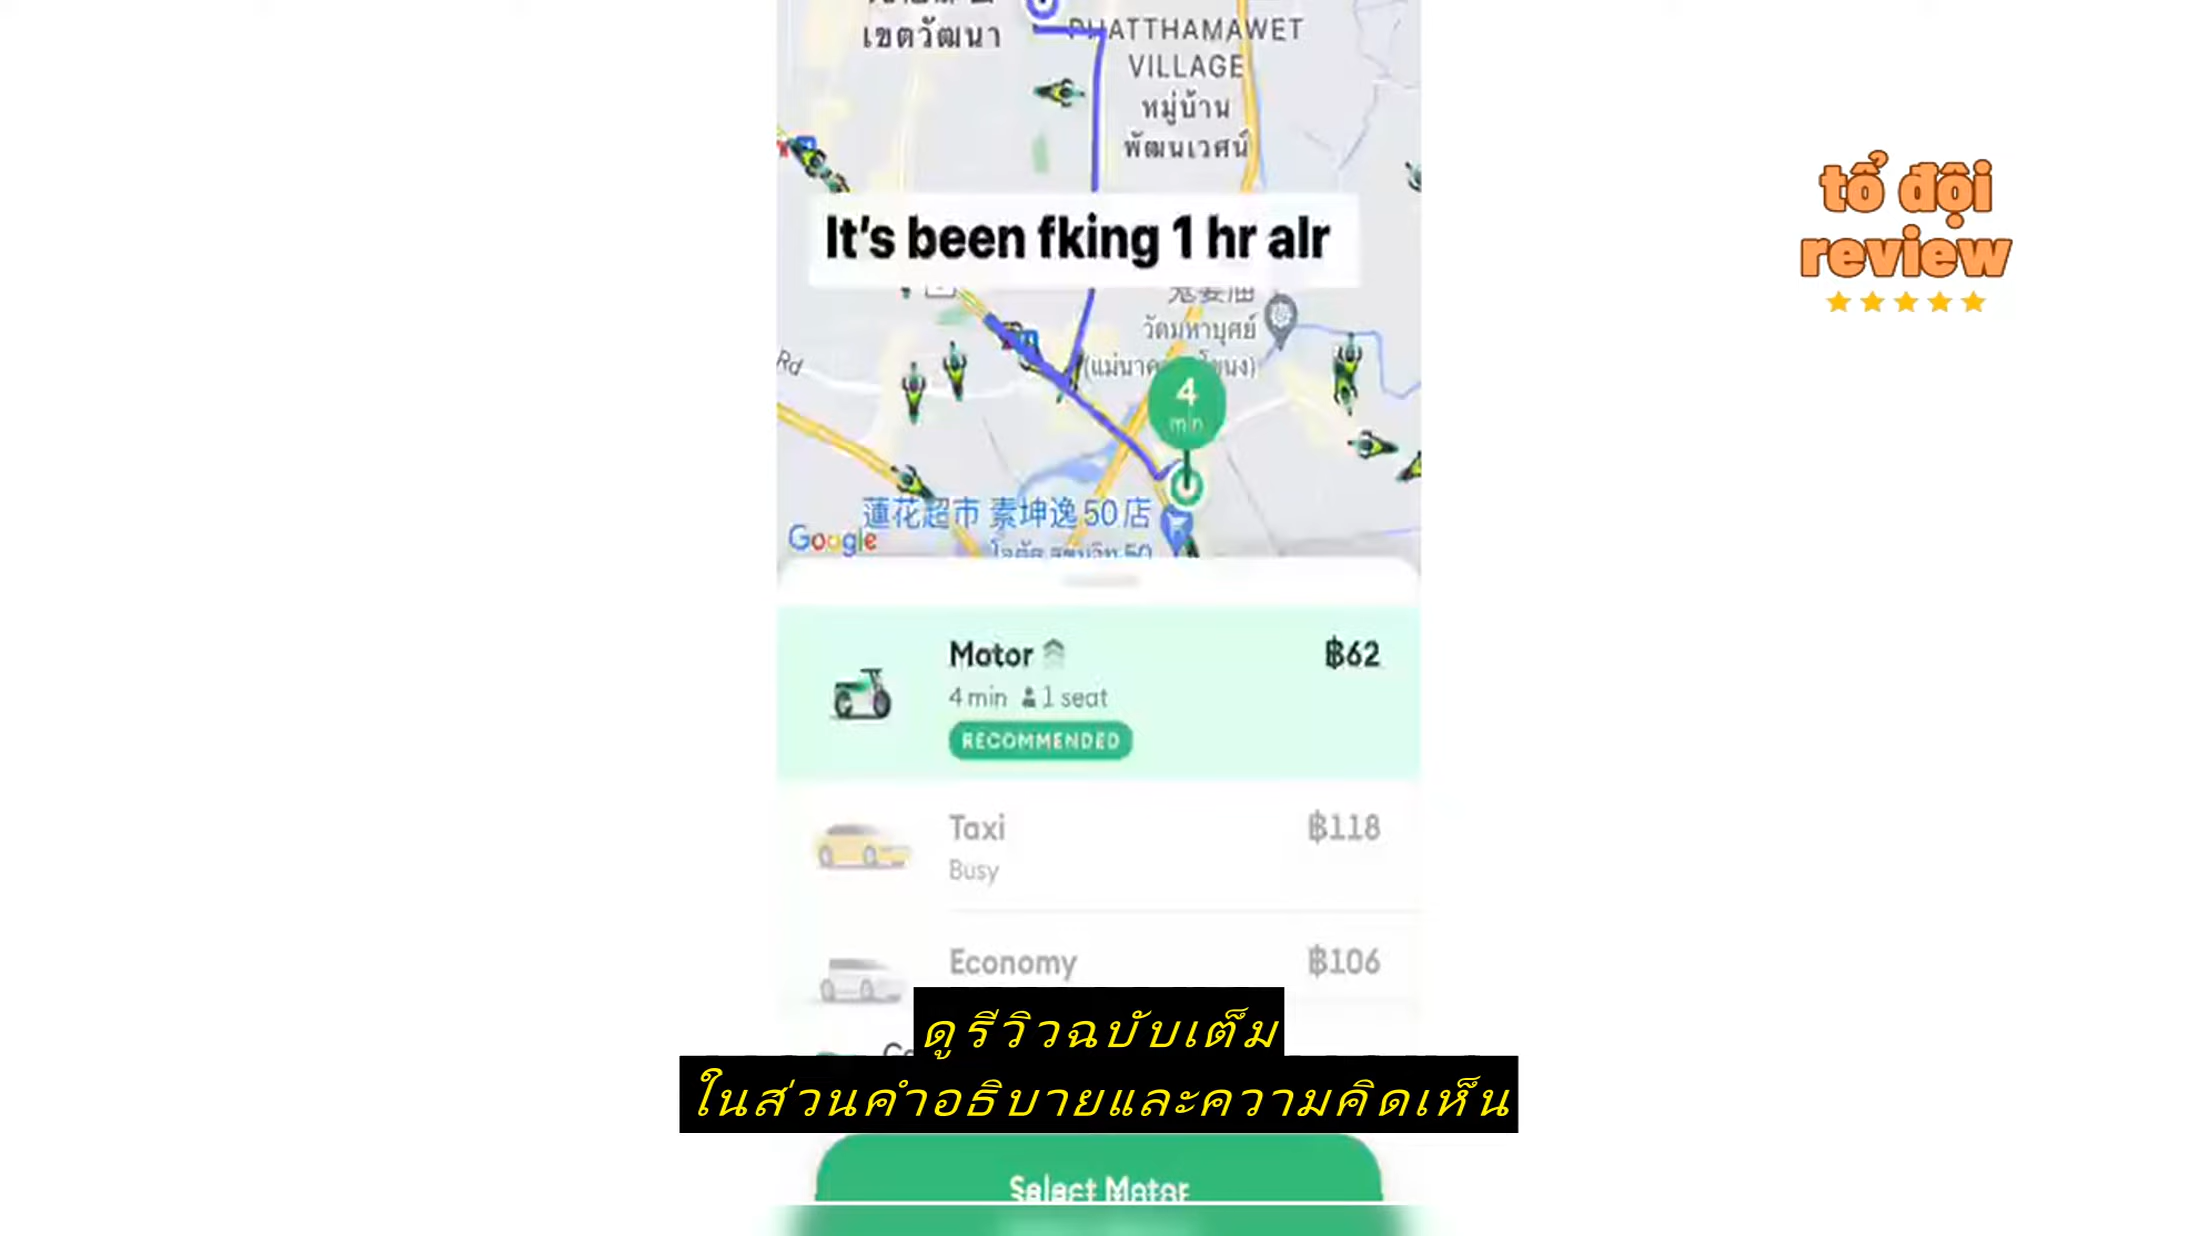 เขตวัฒนา
PHATTHAMAWET
VILLAGE
หมู่บ้าน
พัฒนเวศน์
tổ đội
review
It's been fking 1 hr alr
วัดมหาบุศย์
Rd
4
min
蓮花超市 素坤逸50店
Google
Motor
฿62
4 min 1 seat
RECOMMENDED
Taxi
฿118
Busy
Economy
฿106
ดูรีวิวฉบับเต็ม
ในส่วนคำอธิบายและความคิดเห็น
Select Motor